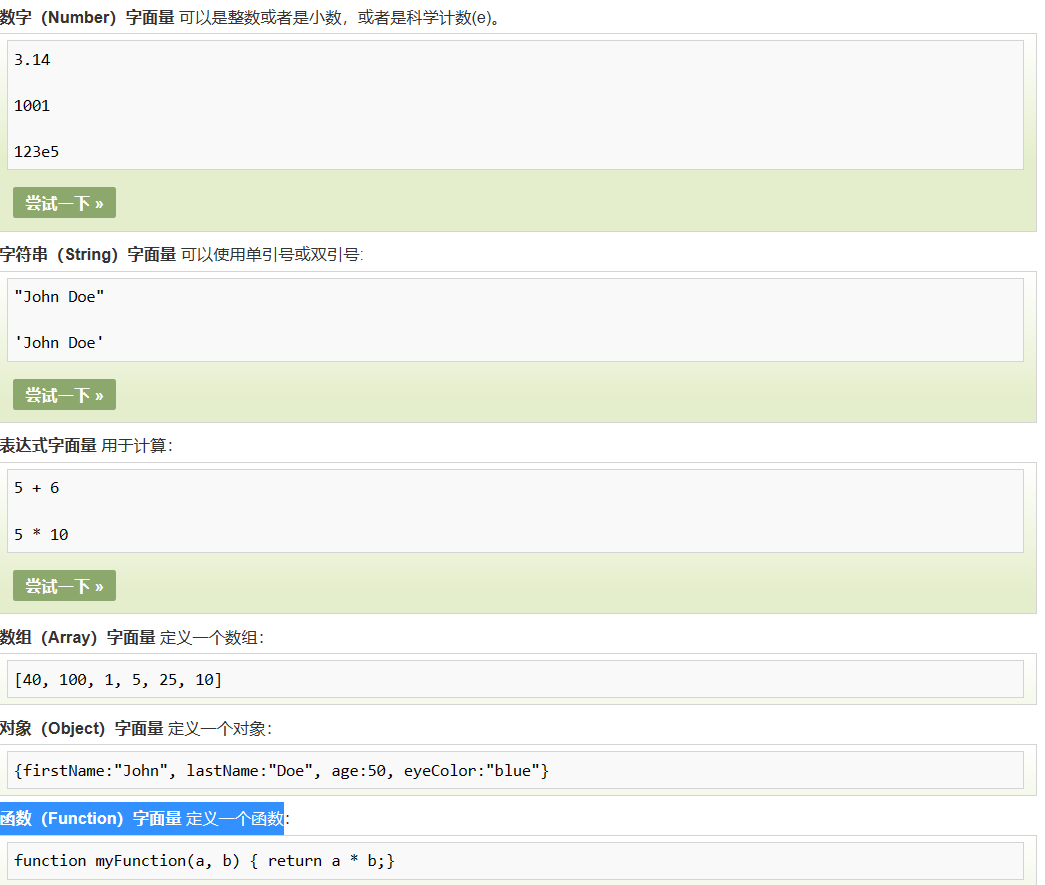 数字（Number）字面量 可以是整数或者是小数，或者是科学计数(e)。
3.14
1001
123e5
尝试一下 »
字符串（String）字面量 可以使用单引号或双引号:
"John Doe"
'John Doe'
尝试一下 »
表达式字面量 用于计算：
5 + 6
5 * 10
尝试一下 »
数组（Array）字面量 定义一个数组：
[40, 100, 1, 5, 25, 10]
对象（Object）字面量 定义一个对象：
{firstName:"John", lastName:"Doe", age:50, eyeColor:"blue"}
函数（Function）字面量 定义一个函数：
function myFunction(a, b) { return a * b;}